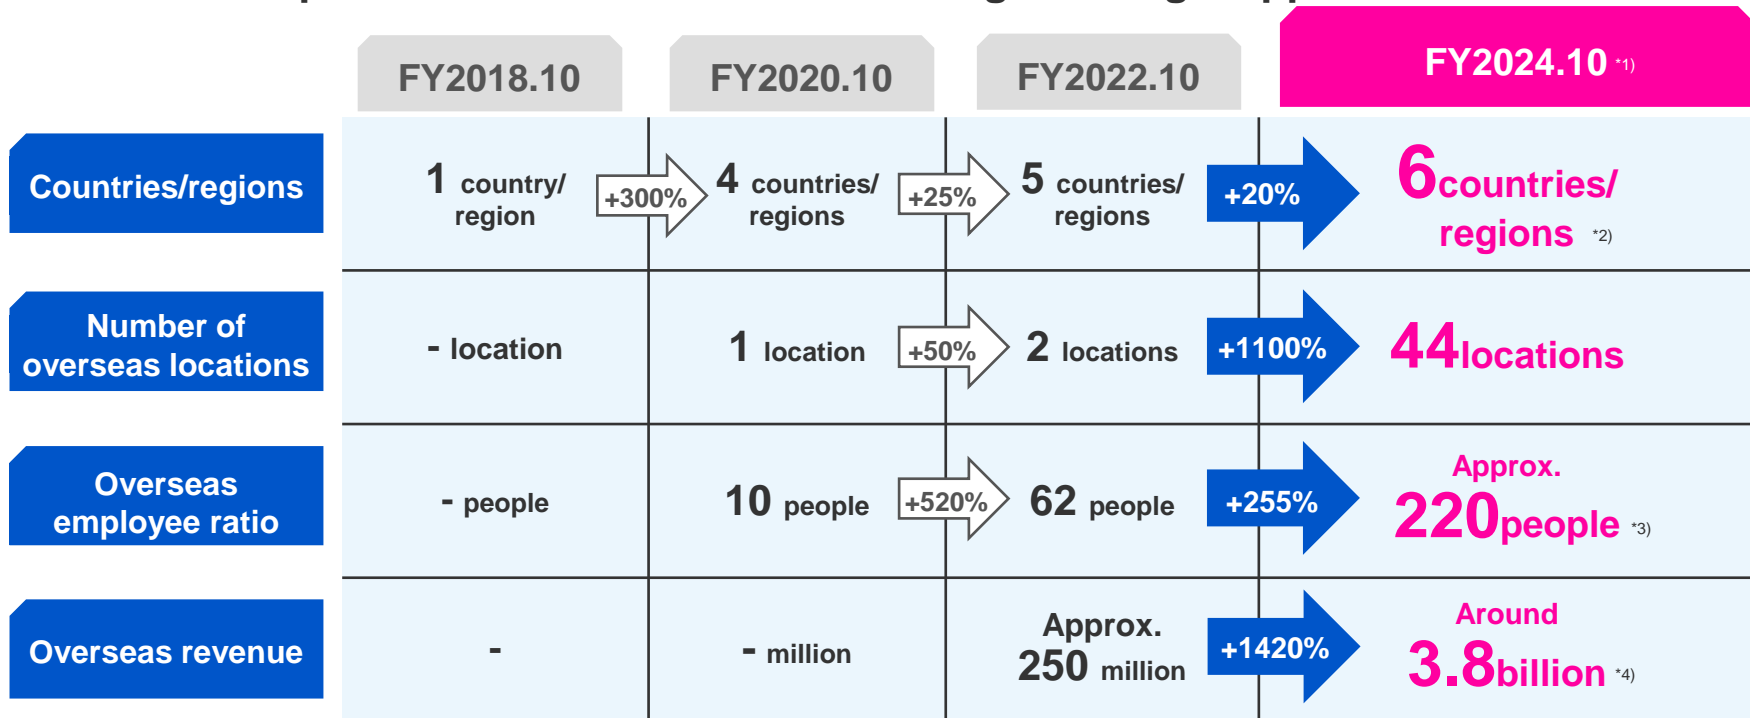 FY2018.10
FY2020.10
FY2022.10
FY2024.10 *1)
Countries/regions
1 country/
region
+300%
4 countries/
regions
+25%
5 countries/
regions
+20%
6countries/
regions *2)
Number of
overseas locations
- location
1 location
+50%
2 locations
+1100%
44locations
Overseas
employee ratio
- people
10 people
+520%
62 people
+255%
Approx.
220people *3)
Overseas revenue
-
- million
Approx.
250 million
+1420%
Around
3.8billion *4)